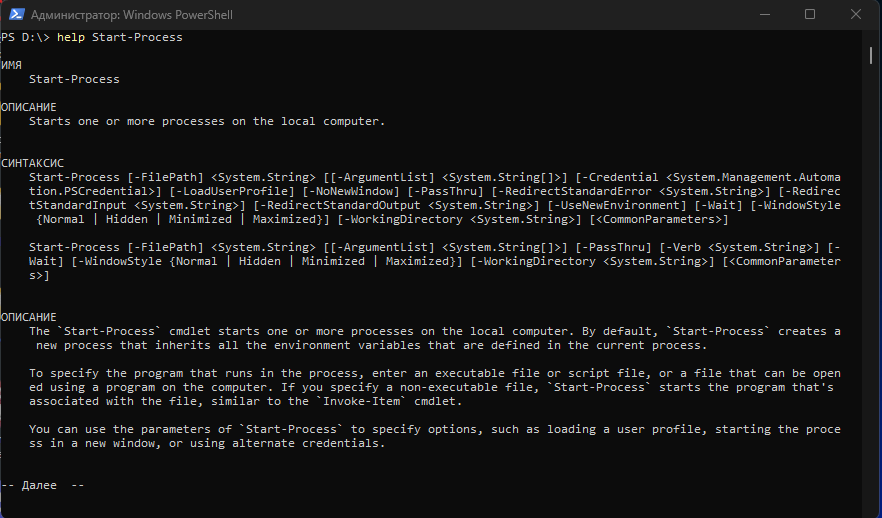 Администратор: Windows PowerShell
PS D:\> help Start-Process
ИМЯ
Start-Process
ОПИСАНИЕ
Starts one or more processes on the local computer.
СИНТАКСИС
Start-Process [-FilePath] <System.String> [[-ArgumentList] <System.String[]>] [-Credential <System.Management.Automa
tion.PSCredential>] [-LoadUserProfile] [-NoNewWindow] [-PassThru] [-RedirectStandardError <System.String>] [-Redirec
tStandardInput <System.String>] [-RedirectStandardOutput <System.String>] [-UseNewEnvironment] [-Wait] [-WindowStyle
{Normal | Hidden | Minimized | Maximized}] [-WorkingDirectory <System.String>] [<CommonParameters>]
Start-Process [-FilePath] <System.String> [[-ArgumentList] <System.String[]>] [-PassThru] [-Verb <System.String>] [-
Wait] [-WindowStyle {Normal | Hidden | Minimized | Maximized}] [-WorkingDirectory <System.String>] [<CommonParameter
s>]
ОПИСАНИЕ
The `Start-Process` cmdlet starts one or more processes on the local computer. By default, `Start-Process` creates a
new process that inherits all the environment variables that are defined in the current process.
To specify the program that runs in the process, enter an executable file or script file, or a file that can be open
ed using a program on the computer. If you specify a non-executable file, `Start-Process` starts the program that's
associated with the file, similar to the `Invoke-Item` cmdlet.
You can use the parameters of `Start-Process` to specify options, such as loading a user profile, starting the proce
ss in a new window, or using alternate credentials.
-- Далее  --